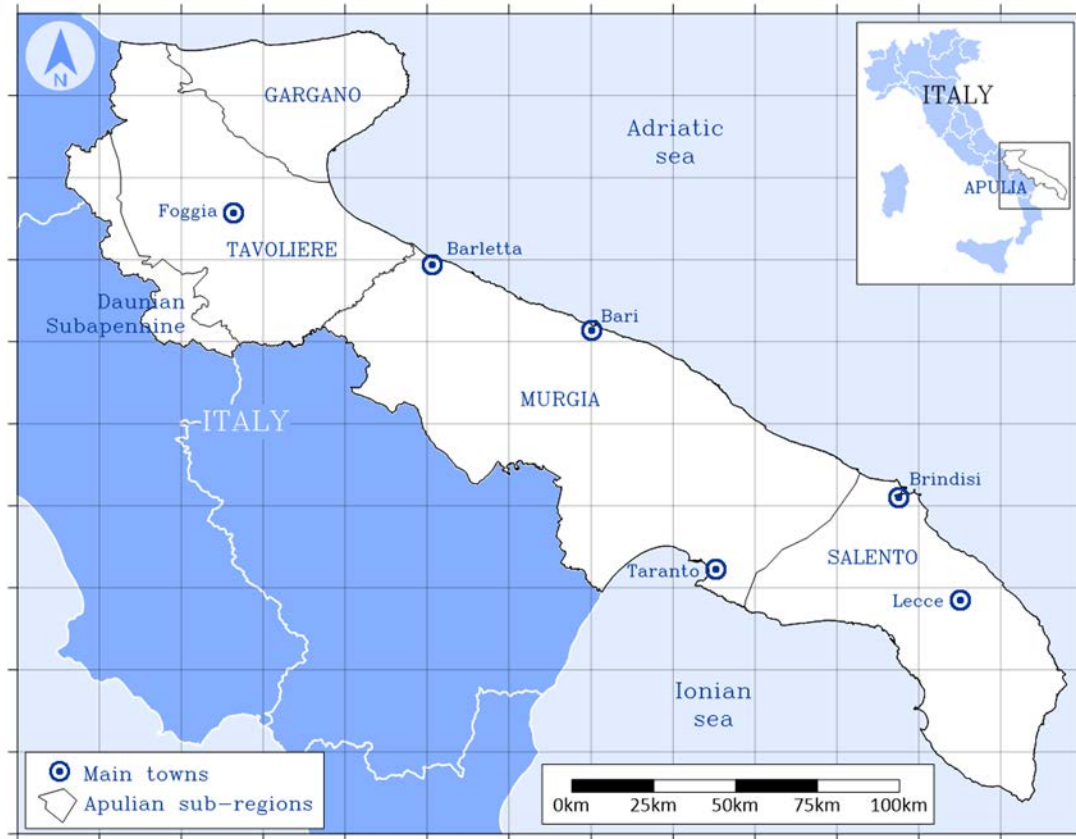 N
GARGANO
Adriatic
sea
ITALY
APULIA
Foggia
TAVOLIERE
Barletta
Daunian
Subapennine
Bari
MURGIA
ITALY
Brindisi
SALENTO
Taranto
Lecce
Ionian
sea
Main towns
Apulian sub-regions
0km 25km 50km 75km 100km